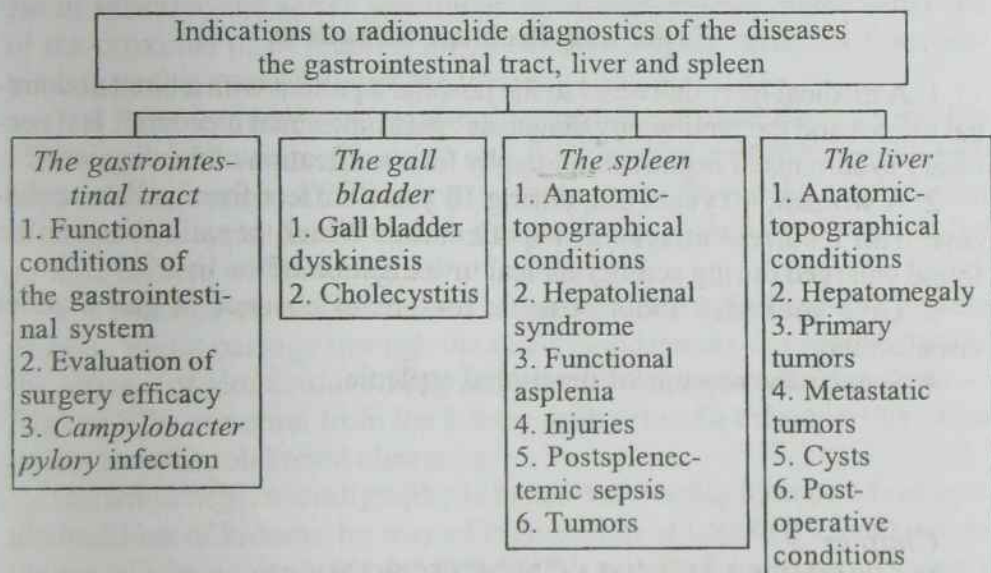 Indications to radionuclide diagnostics of the diseases
the gastrointestinal tract, liver and spleen
The gastrointes-
tinal tract
1. Functional
conditions of
the gastrointesti-
nal system
2. Evaluation of
surgery efficacy
3. Campylobacter
pylory infection
The gall
bladder
1. Gall bladder
dyskinesis
2. Cholecystitis
The spleen
1. Anatomic-
topographical
conditions
2. Hepatolienal
syndrome
3. Functional
asplenia
4. Injuries
5. Postsplenec-
temic sepsis
6. Tumors
The liver
1. Anatomic-
topographical
conditions
2. Hepatomegaly
3. Primary
tumors
4. Metastatic
tumors
5. Cysts
6. Post-
operative
conditions